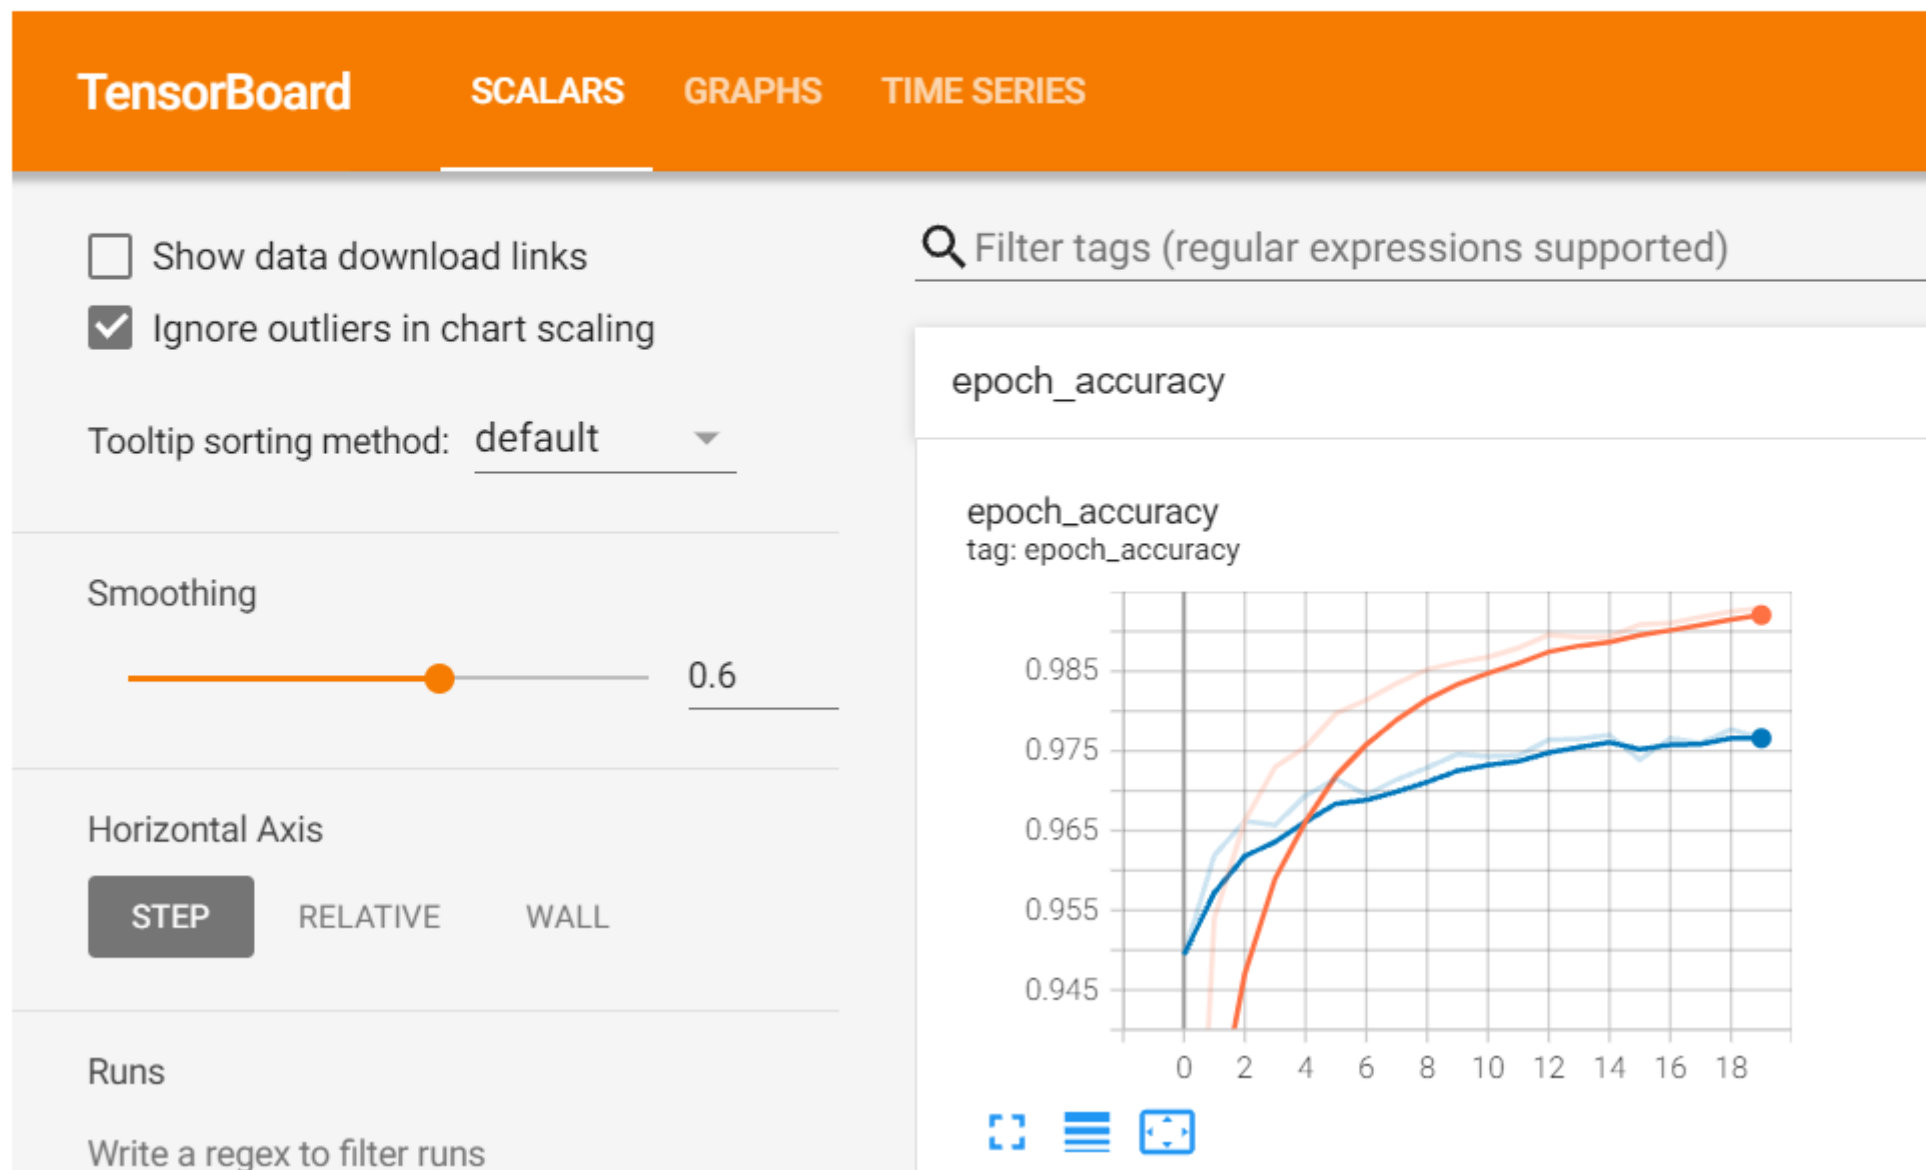 TensorBoard SCALARS GRAPHS TIME SERIES
Show data download links
Ignore outliers in chart scaling
Tooltip sorting method: default
Smoothing
0.6
Horizontal Axis
STEP RELATIVE WALL
Runs
Write a regex to filter runs
Filter tags (regular expressions supported)
epoch_accuracy
epoch_accuracy
tag: epoch_accuracy
0.985
0.975
0.965
0.955
0.945
0 2 4 6 8 10 12 14 16 18